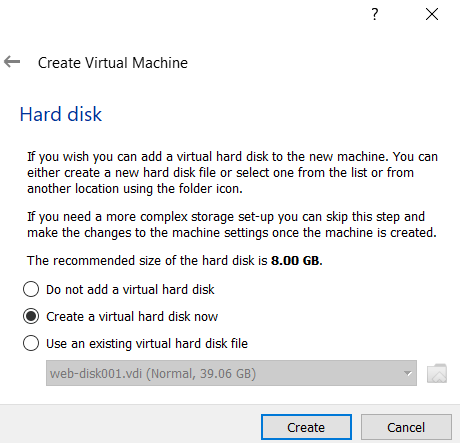 ?
Create Virtual Machine
Hard disk
If you wish you can add a virtual hard disk to the new machine. You can
either create a new hard disk file or select one from the list or from
another location using the folder icon.
If you need a more complex storage set-up you can skip this step and
make the changes to the machine settings once the machine is created.
The recommended size of the hard disk is 8.00 GB.
Do not add a virtual hard disk
Create a virtual hard disk now
Use an existing virtual hard disk file
web-disk001.vdi (Normal, 39.06 GB)
Create
Cancel